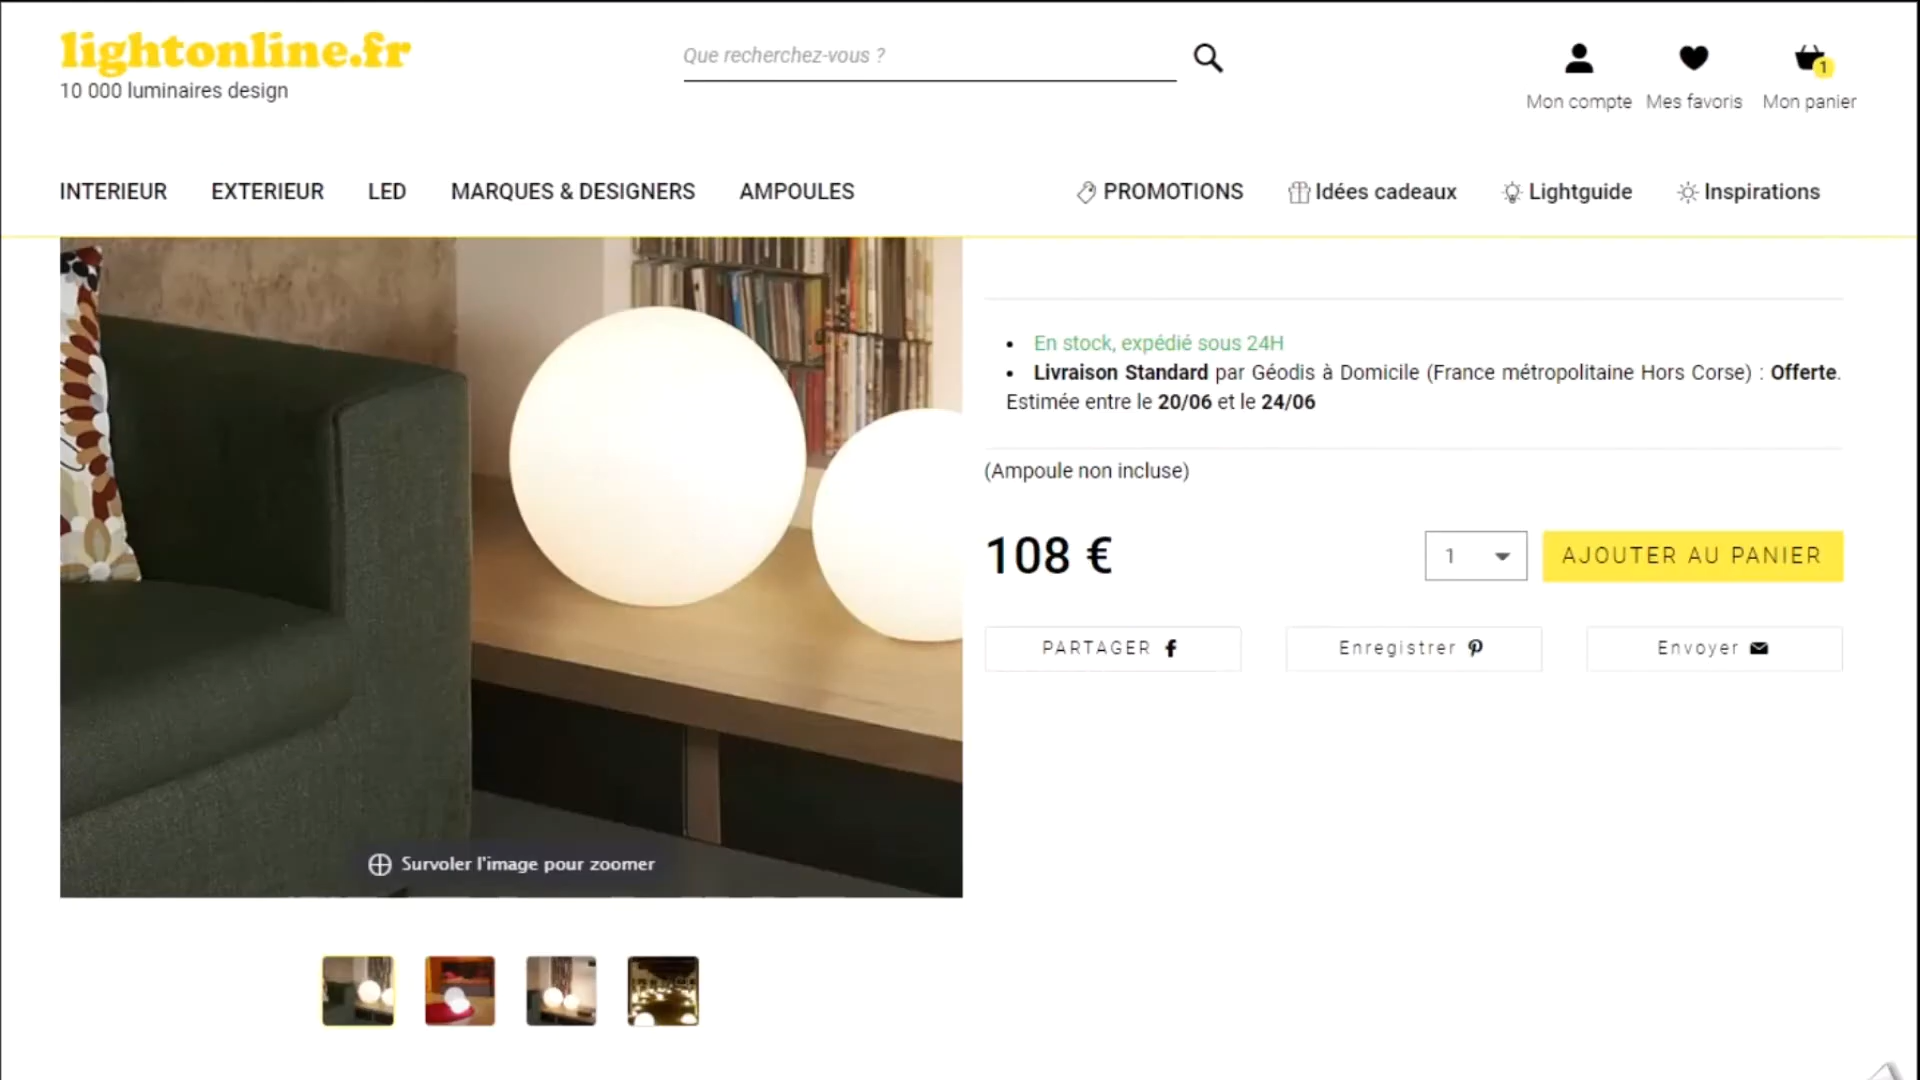 lightonline.fr
10 000 luminaires design
Que recherchez-vous ?
1
Mon compte
Mes favoris
Mon panier
INTERIEUR
EXTERIEUR
LED
MARQUES & DESIGNERS
AMPOULES
PROMOTIONS
Idées cadeaux
Lightguide
Inspirations
• En stock, expédié sous 24H
• Livraison Standard par Géodis à Domicile (France métropolitaine Hors Corse) : Offerte.
Estimée entre le 20/06 et le 24/06
(Ampoule non incluse)
108 €
1
AJOUTER AU PANIER
PARTAGER
Enregistrer
Envoyer
Survoler l'image pour zoomer